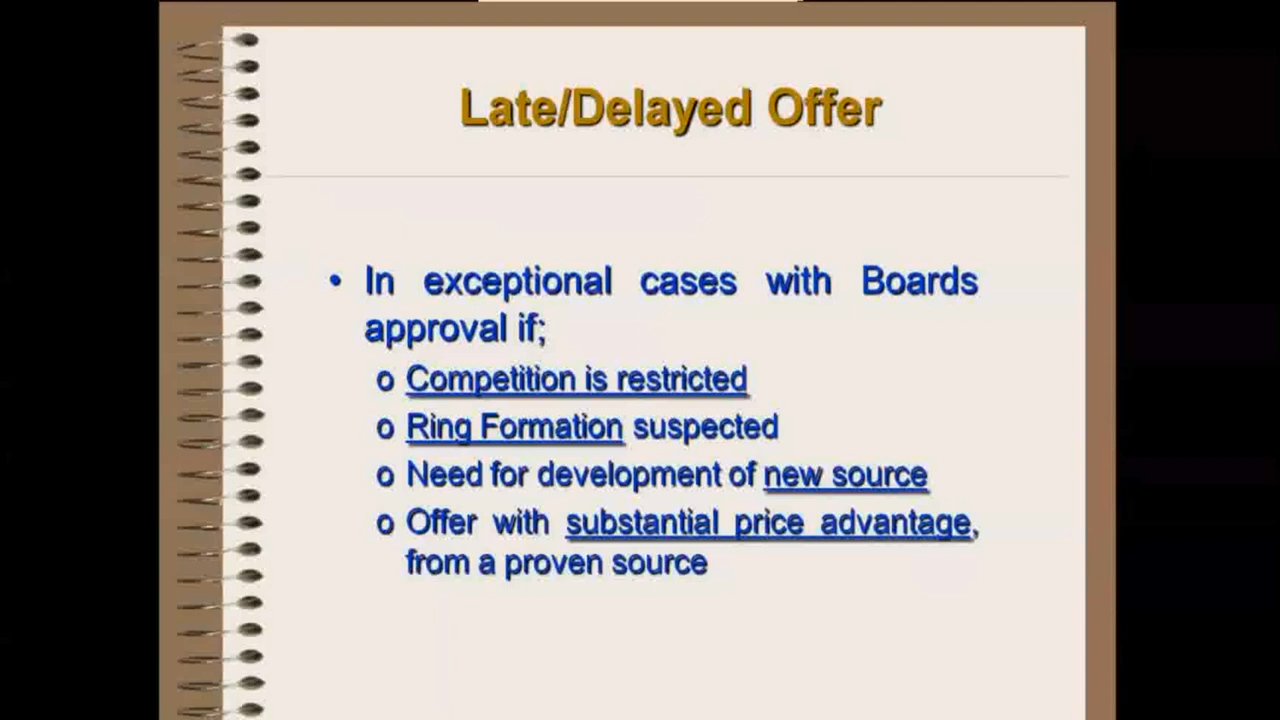 Late/Delayed Offer
• In exceptional cases with Boards
approval if;
o Competition is restricted
o Ring Formation suspected
o Need for development of new source
o Offer with substantial price advantage,
from a proven source